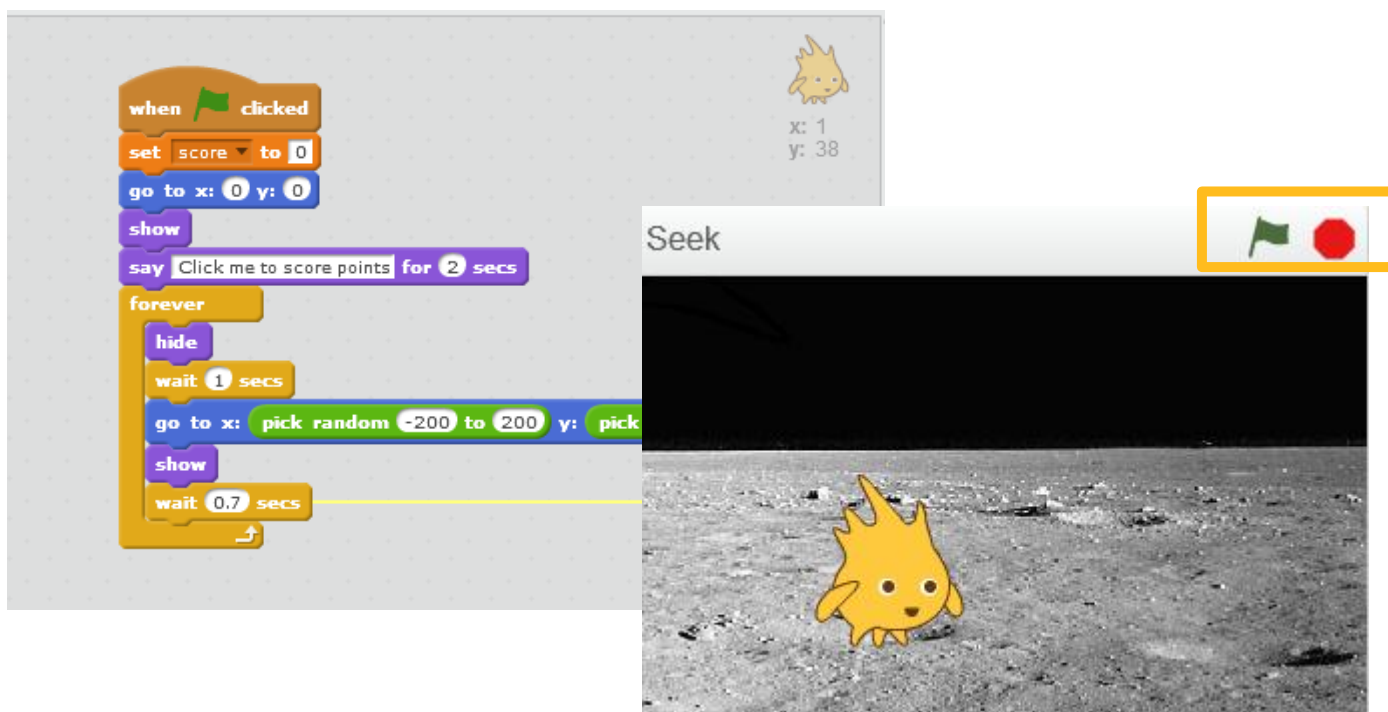 when clicked
set score to 0
go to x: 0 y: 0
show
say Click me to score points for 2 secs
forever
hide
wait 1 secs
go to x: pick random -200 to 200 y: pick
show
wait 0.7 secs
x: 1
y: 38
Seek